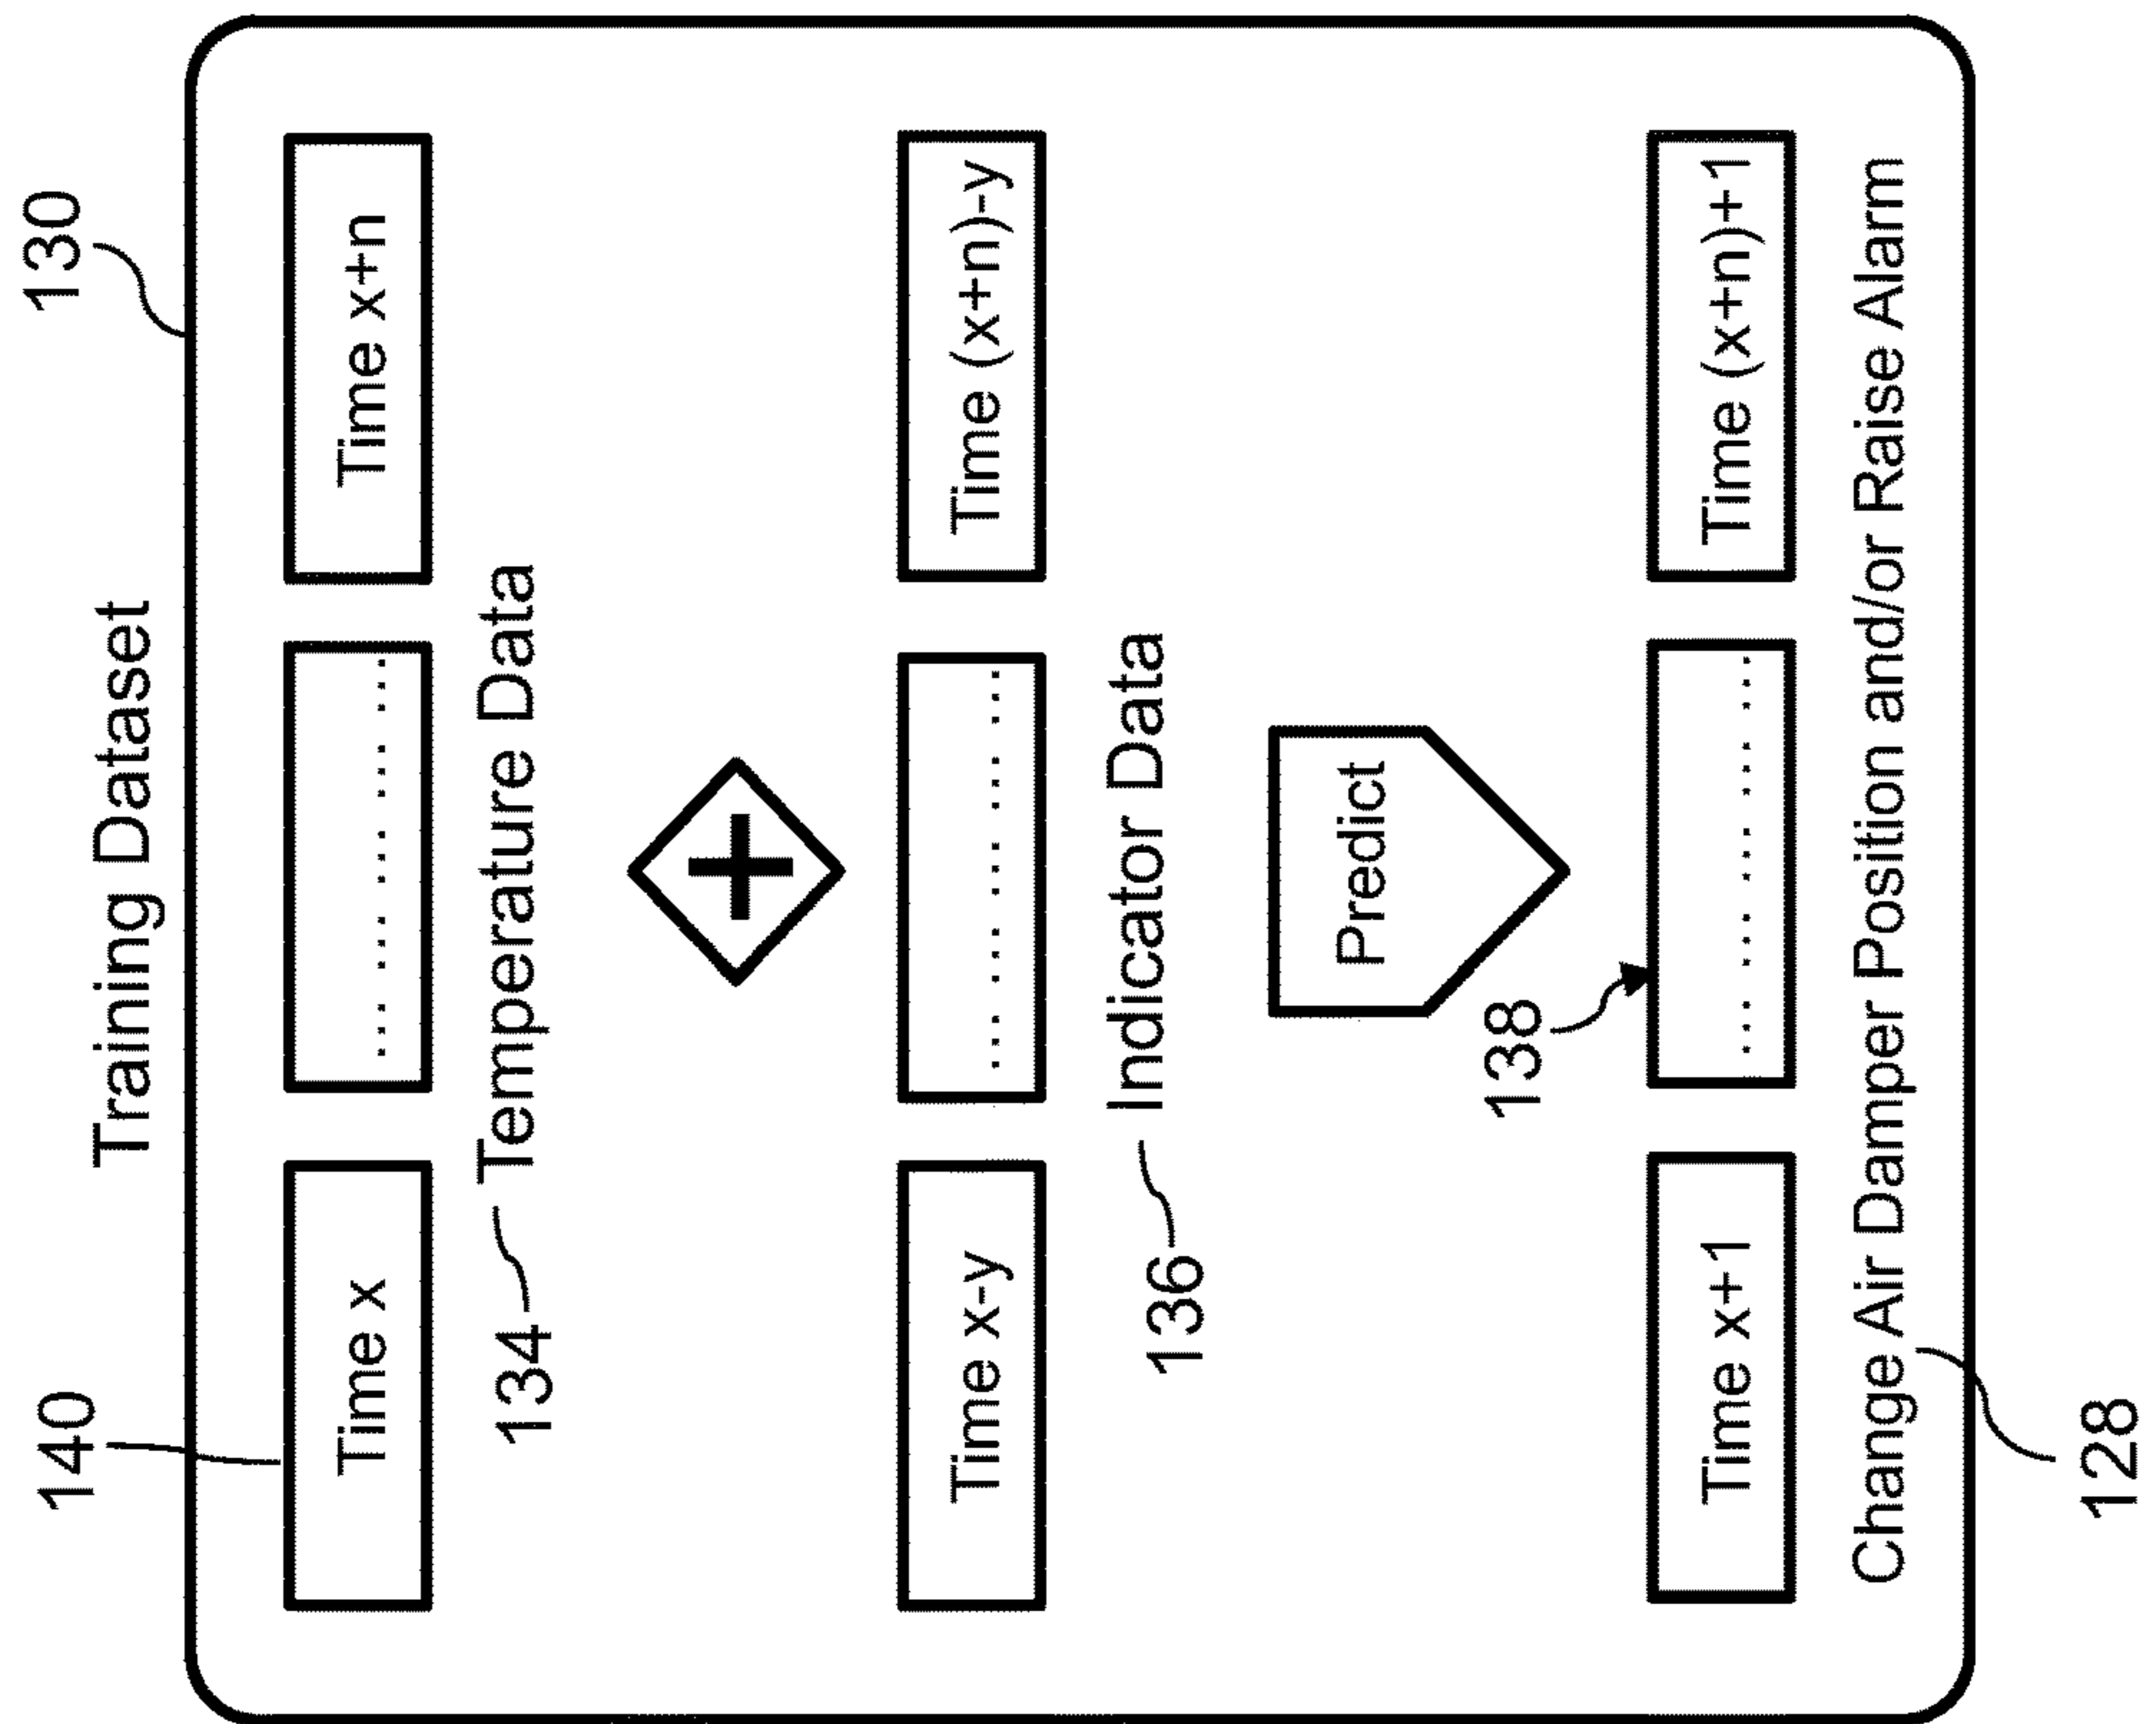 Training Dataset
130
140
Time x
...  ...  ...  ...  ...
Time x+n
134
Temperature Data
+
Time x-y
...  ...  ...  ...  ...
Time (x+n)-y
136
Indicator Data
Predict
138
Time x+1
...  ...  ...  ...  ...
Time (x+n)+1
Change Air Damper Position and/or Raise Alarm
128